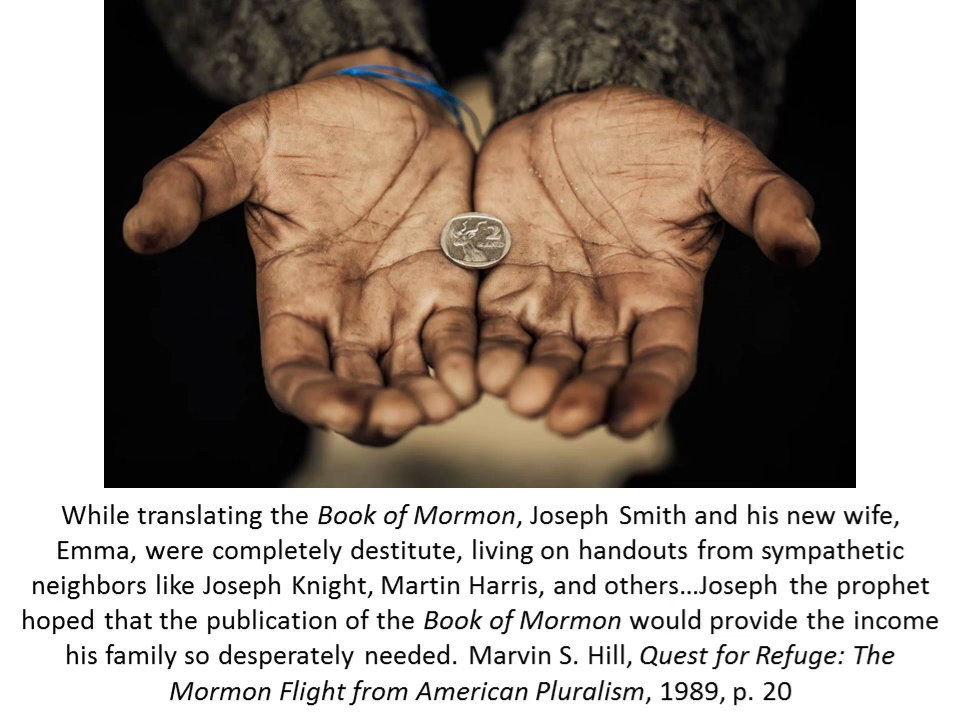 2
RAND
While translating the Book of Mormon, Joseph Smith and his new wife,
Emma, were completely destitute, living on handouts from sympathetic
neighbors like Joseph Knight, Martin Harris, and others…Joseph the prophet
hoped that the publication of the Book of Mormon would provide the income
his family so desperately needed. Marvin S. Hill, Quest for Refuge: The
Mormon Flight from American Pluralism, 1989, p. 20